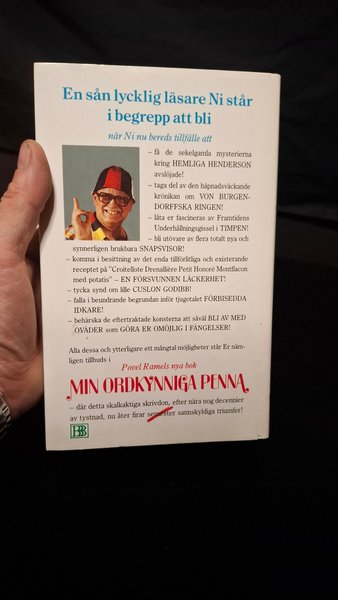 En sån lycklig läsare Ni står
i begrepp att bli
när Ni nu bereds tillfälle att
– få de sekelgamla mysterierna
kring HEMLIGA HENDERSON
avslöjade!
– taga del av den häpnadsväckande
krönikan om VON BURGEN-
DORFFSKA RINGEN!
– låta er fascineras av Framtidens
Underhållningsgissel i TIMPEN!
– bli utövare av flera totalt nya och
synnerligen brukbara SNAPSVISOR!
– komma i besittning av det enda tillförlitliga och existerande
receptet på "Croitellote Drenallière Petit Honoré Montflacon
med potatis" – EN FÖRSVUNNEN LÄCKERHET!
– tycka synd om lille CUSLON GODIBB!
– falla i beundrande begrundan inför tjugotalet FÖRBISEDDA
IDKARE!
– behärska de eftertraktade konsterna att såväl BLI AV MED
OVÄDER som GÖRA ER OMÖJLIG I FÄNGELSER!
Alla dessa och ytterligare ett mångtal möjligheter står Er näm-
ligen tillbuds i
Povel Ramels nya bok
MIN ORDKYNNIGA PENNA,
– där detta skalkaktiga skrivdon, efter nära nog decennier
av tystnad, nu åter firar semester sannskyldiga triumfer!
B